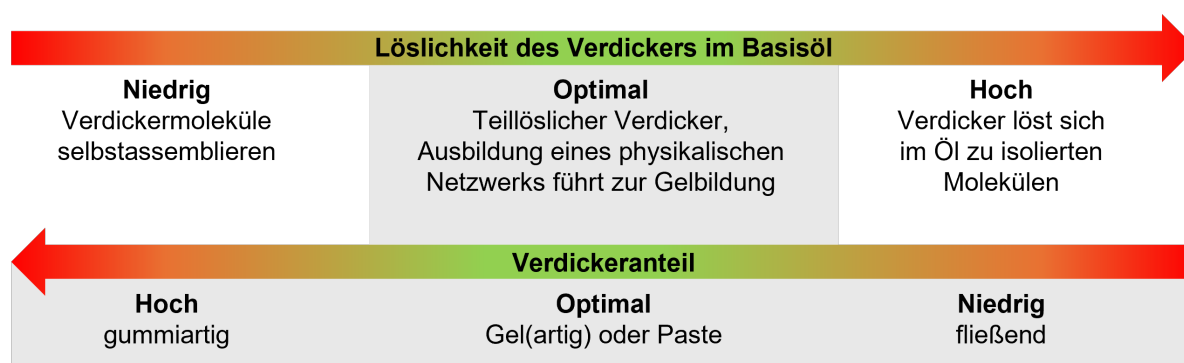 Löslichkeit des Verdickers im Basisöl
Niedrig
Verdickermoleküle
selbstassemblieren
Optimal
Teillöslicher Verdicker,
Ausbildung eines physikalischen
Netzwerks führt zur Gelbildung
Hoch
Verdicker löst sich
im Öl zu isolierten
Molekülen
Verdickeranteil
Hoch
gummiartig
Optimal
Gel(artig) oder Paste
Niedrig
fließend